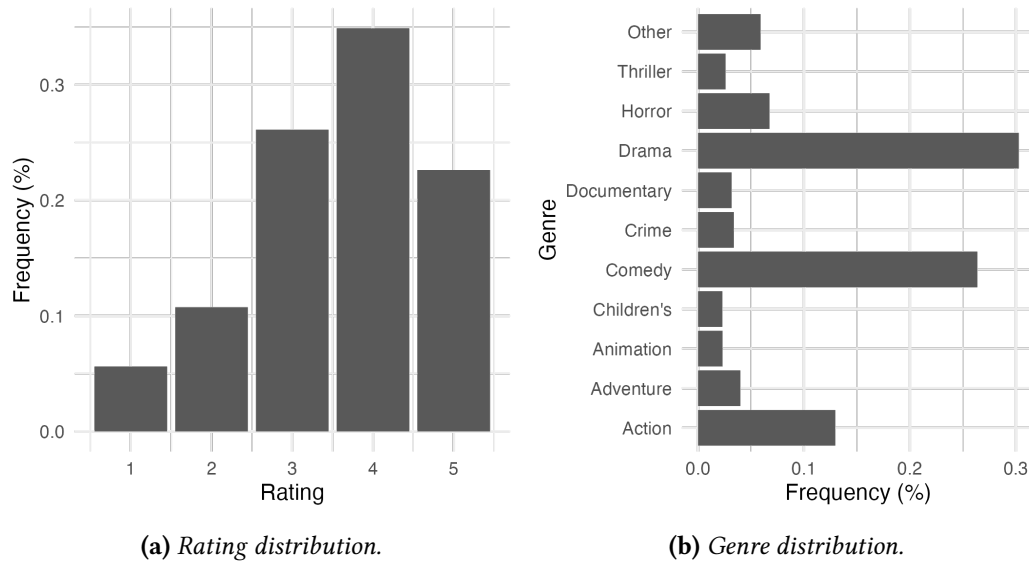 Frequency (%)
0.3
0.2
0.1
0.0
1 2 3 4 5
Rating
(a) Rating distribution.
Genre
Other
Thriller
Horror
Drama
Documentary
Crime
Comedy
Children's
Animation
Adventure
Action
0.0 0.1 0.2 0.3
Frequency (%)
(b) Genre distribution.